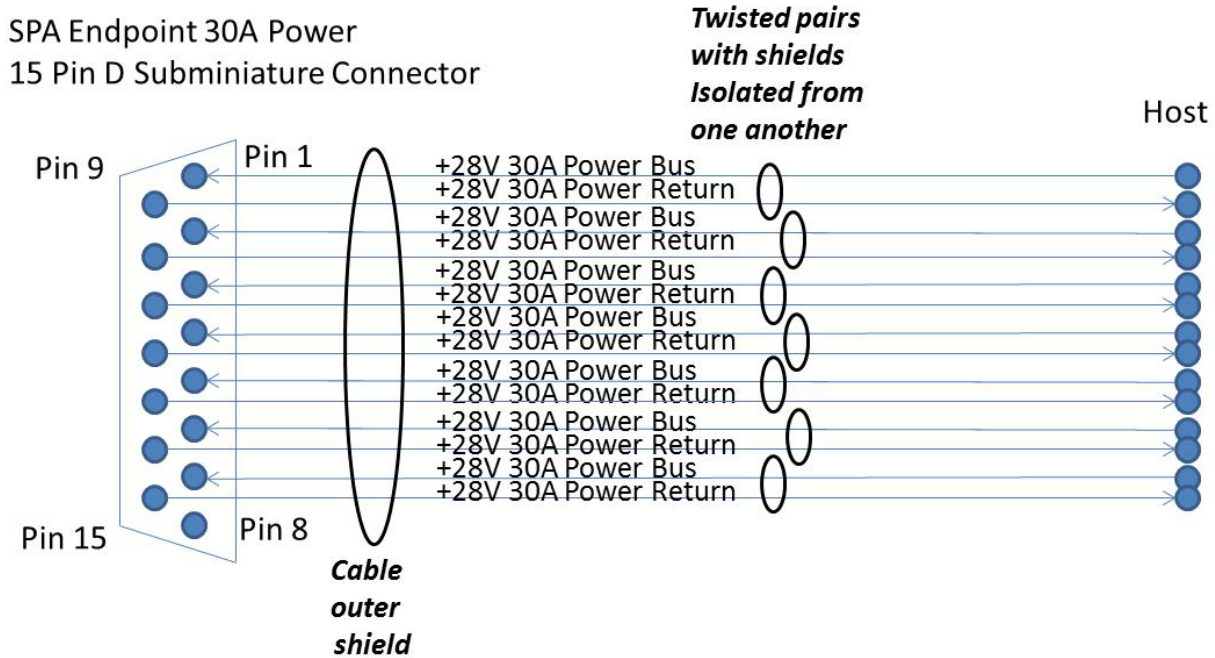 SPA Endpoint 30A Power
15 Pin D Subminiature Connector
Twisted pairs
with shields
Isolated from
one another
Host
Pin 9
Pin 1
+28V 30A Power Bus
+28V 30A Power Return
+28V 30A Power Bus
+28V 30A Power Return
+28V 30A Power Bus
+28V 30A Power Return
+28V 30A Power Bus
+28V 30A Power Return
+28V 30A Power Bus
+28V 30A Power Return
+28V 30A Power Bus
+28V 30A Power Return
+28V 30A Power Bus
+28V 30A Power Return
Pin 15
Pin 8
Cable
outer
shield